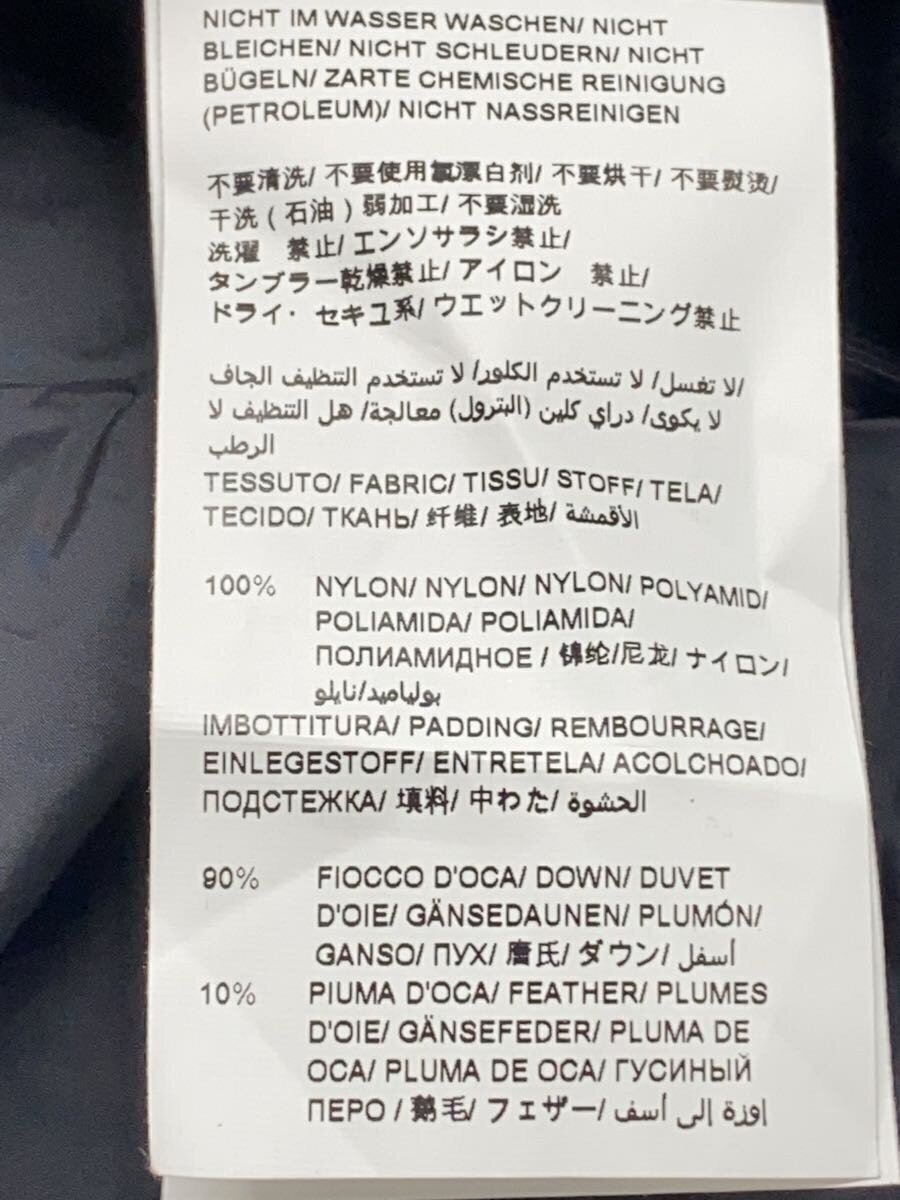 NICHT IM WASSER WASCHEN/ NICHT
BLEICHEN/ NICHT SCHLEUDERN/ NICHT
BÜGELN/ ZARTE CHEMISCHE REINIGUNG
(PETROLEUM)/ NICHT NASSREINIGEN
不要清洗/ 不要使用氯漂白剂/ 不要烘干/ 不要熨烫/
干洗（石油）弱加工/ 不要湿洗
洗濯　禁止/ エンソサラシ禁止/
タンブラー乾燥禁止/ アイロン　禁止/
ドライ・セキユ系/ ウエットクリーニング禁止
لا تغسل/ لا تستخدم الكلور/ لا تستخدم التنظيف الجاف/
لا يكوى/ دراي كلين (البترول) معالجة/ هل التنظيف لا
الرطب
TESSUTO/ FABRIC/ TISSU/ STOFF/ TELA/
TECIDO/ ТКАНЬ/ 纤维/ 表地/ الأقمشة
100% NYLON/ NYLON/ NYLON/ POLYAMID/
POLIAMIDA/ POLIAMIDA/
ПОЛИАМИДНОЕ / 锦纶/尼龙/ ナイロン/
بولياميد/نايلو
IMBOTTITURA/ PADDING/ REMBOURRAGE/
EINLEGESTOFF/ ENTRETELA/ ACOLCHOADO/
ПОДСТЕЖКА/ 填料/ 中わた/ الحشوة
90% FIOCCO D'OCA/ DOWN/ DUVET
D'OIE/ GÄNSEDAUNEN/ PLUMÓN/
GANSO/ ПУХ/ 麿氏/ ダウン/ أسفل
10% PIUMA D'OCA/ FEATHER/ PLUMES
D'OIE/ GÄNSEFEDER/ PLUMA DE
OCA/ PLUMA DE OCA/ ГУСИНЫЙ
ПЕРО / 鹅毛/ フェザー/ إوزة إلى أسف